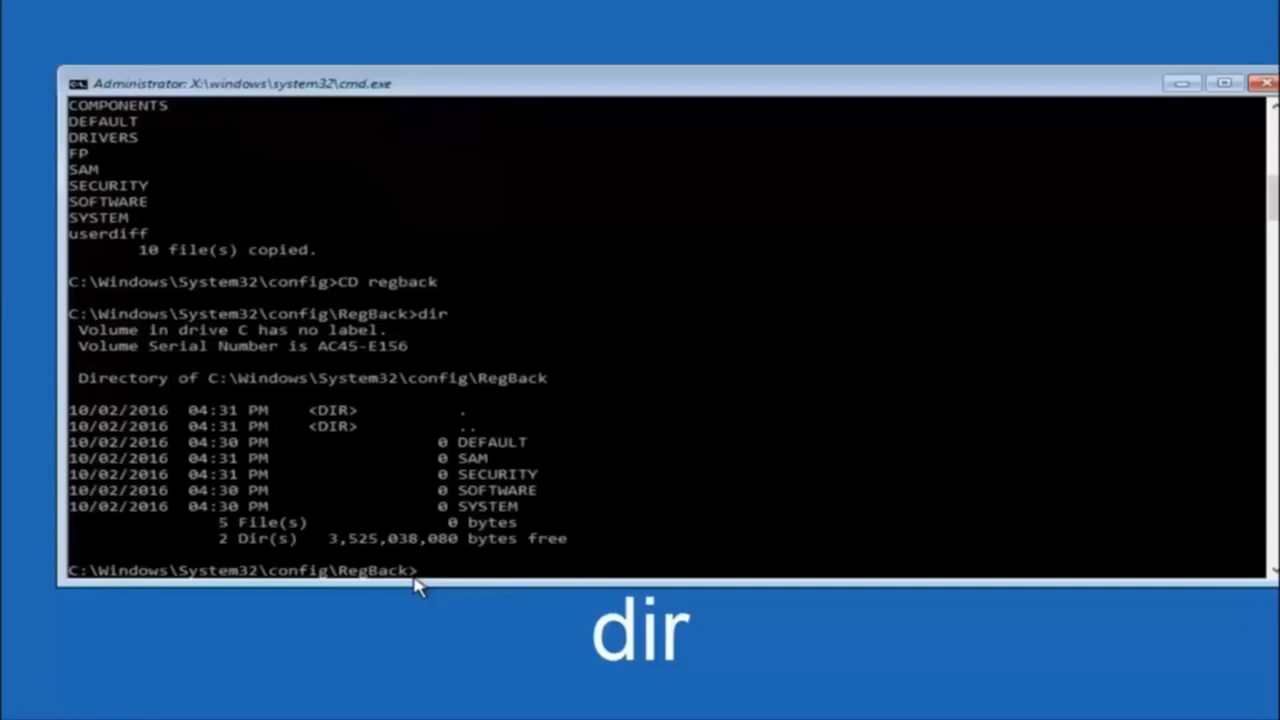 Administrator: X:\windows\system32\cmd.exe
COMPONENTS
DEFAULT
DRIVERS
FP
SAM
SECURITY
SOFTWARE
SYSTEM
userdiff
10 file(s) copied.
C:\Windows\System32\config>CD regback
C:\Windows\System32\config\RegBack>dir
Volume in drive C has no label.
Volume Serial Number is AC45-E156
Directory of C:\Windows\System32\config\RegBack
10/02/2016 04:31 PM <DIR> .
10/02/2016 04:31 PM <DIR> ..
10/02/2016 04:30 PM 0 DEFAULT
10/02/2016 04:31 PM 0 SAM
10/02/2016 04:31 PM 0 SECURITY
10/02/2016 04:30 PM 0 SOFTWARE
10/02/2016 04:30 PM 0 SYSTEM
5 File(s) 0 bytes
2 Dir(s) 3,525,038,080 bytes free
C:\Windows\System32\config\RegBack>
dir